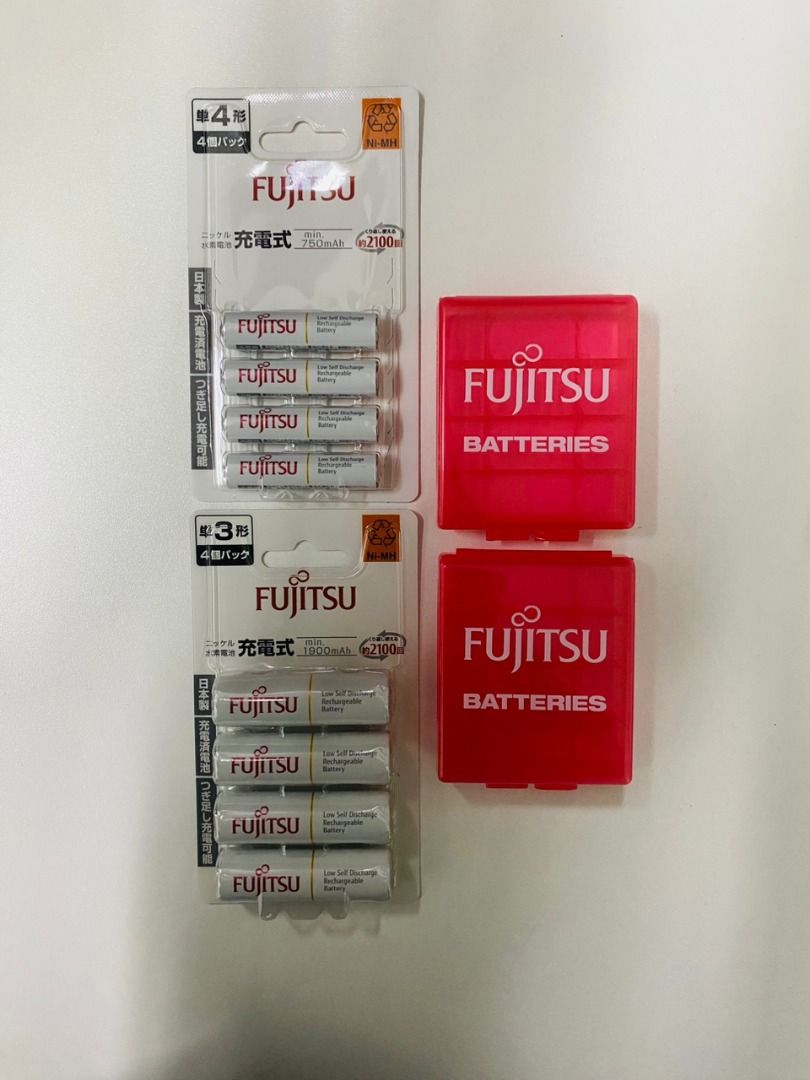 単4形
4個パック
Ni-MH
FUJITSU
ニッケル
水素電池
充電式
min.
750mAh
くり返し使える
約2100回
日本製
充電済電池
つぎ足し充電可能
FUJITSU
Low Self Discharge
Rechargeable
Battery
FUJITSU
Low Self Discharge
Rechargeable
Battery
FUJITSU
Low Self Discharge
Rechargeable
Battery
FUJITSU
Low Self Discharge
Rechargeable
Battery
FUJITSU
BATTERIES
単3形
4個パック
Ni-MH
FUJITSU
ニッケル
水素電池
充電式
min.
1900mAh
くり返し使える
約2100回
日本製
充電済電池
つぎ足し充電可能
FUJITSU
Low Self Discharge
Rechargeable
Battery
FUJITSU
Low Self Discharge
Rechargeable
Battery
FUJITSU
Low Self Discharge
Rechargeable
Battery
FUJITSU
Low Self Discharge
Rechargeable
Battery
FUJITSU
BATTERIES